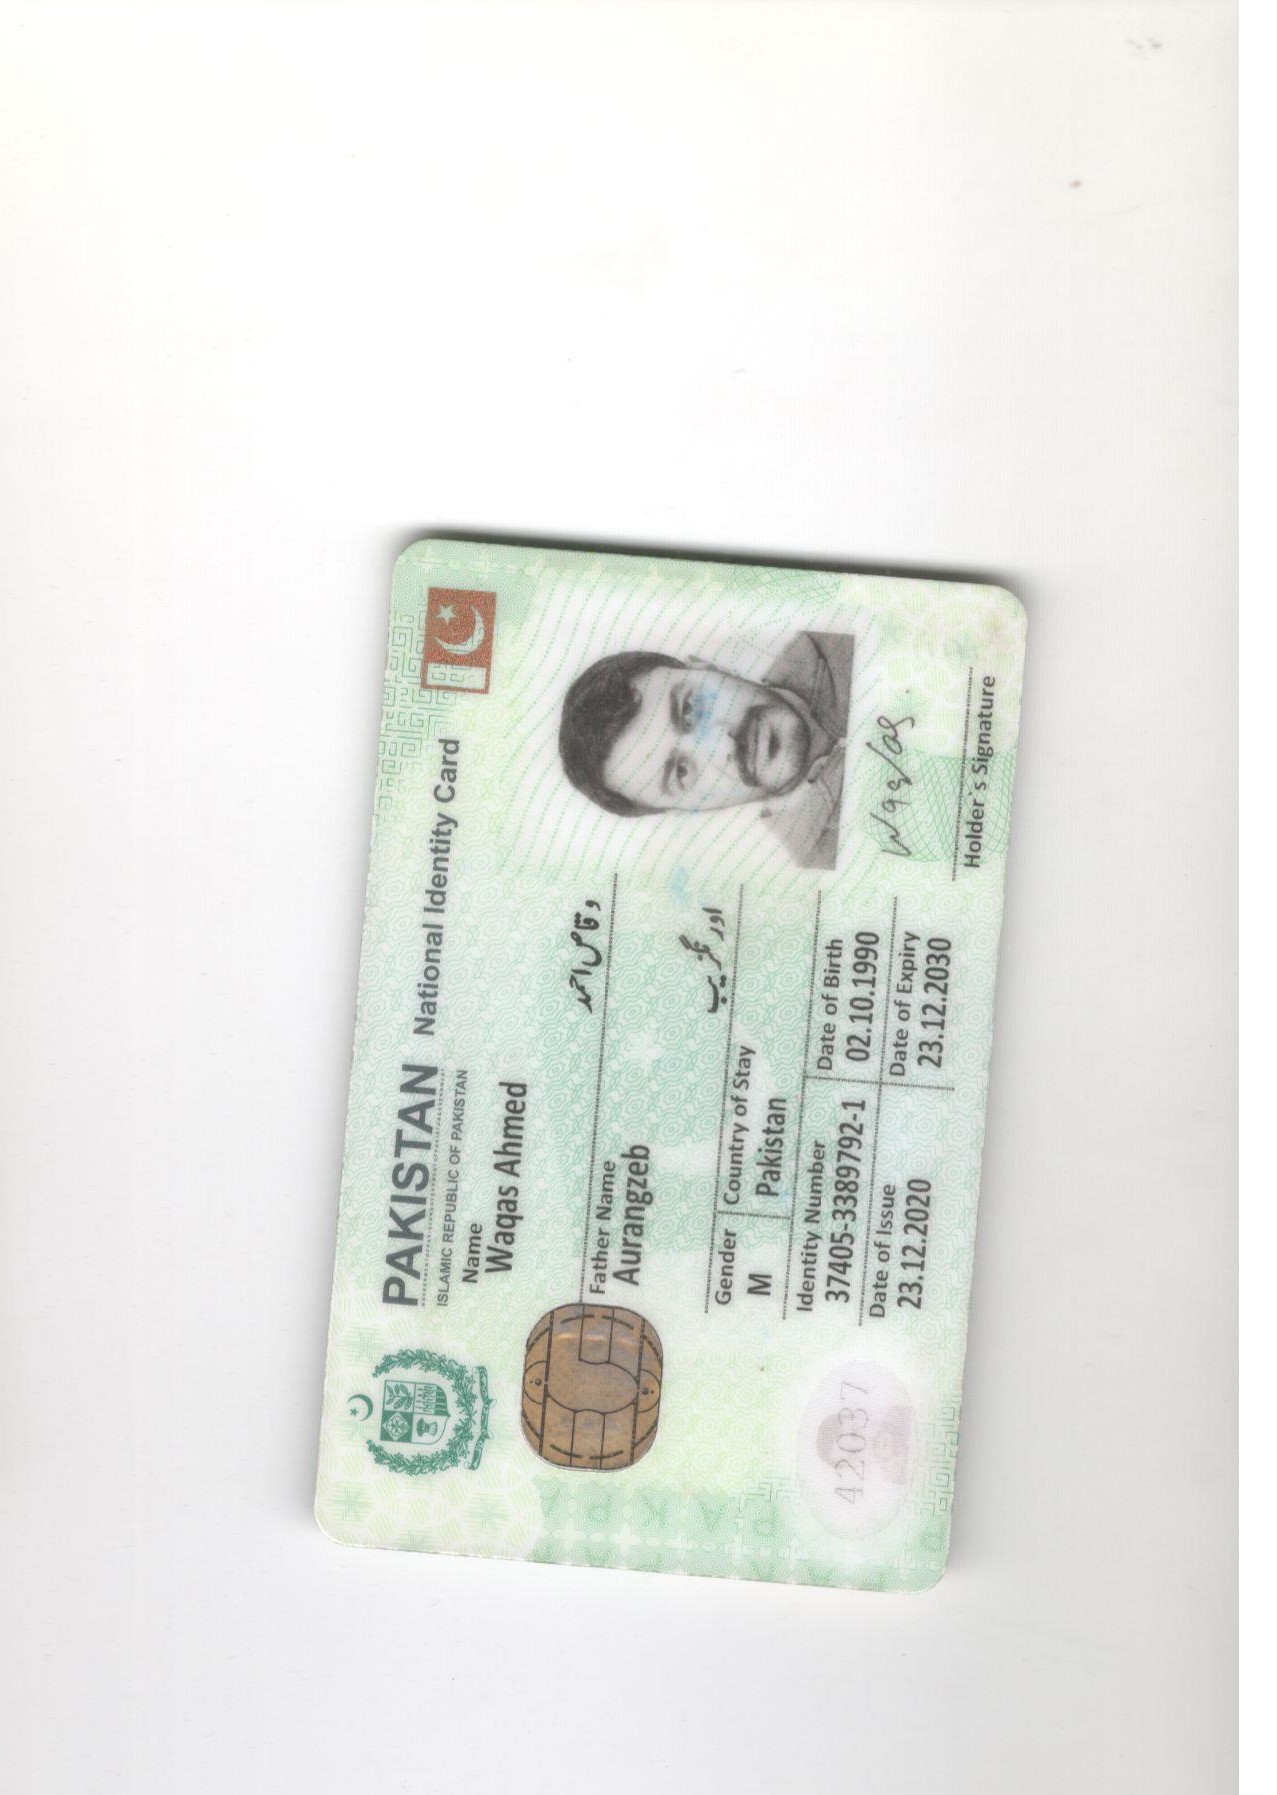 PAKISTAN National Identity Card
ISLAMIC REPUBLIC OF PAKISTAN
Name
Waqas Ahmed
وقاص احمد
Father Name
Aurangzeb
اورنگزیب
Gender Country of Stay
M Pakistan
Identity Number Date of Birth
37405-3389792-1 02.10.1990
Date of Issue Date of Expiry
23.12.2020 23.12.2030
Waqas
Holder's Signature
42037
PAKP